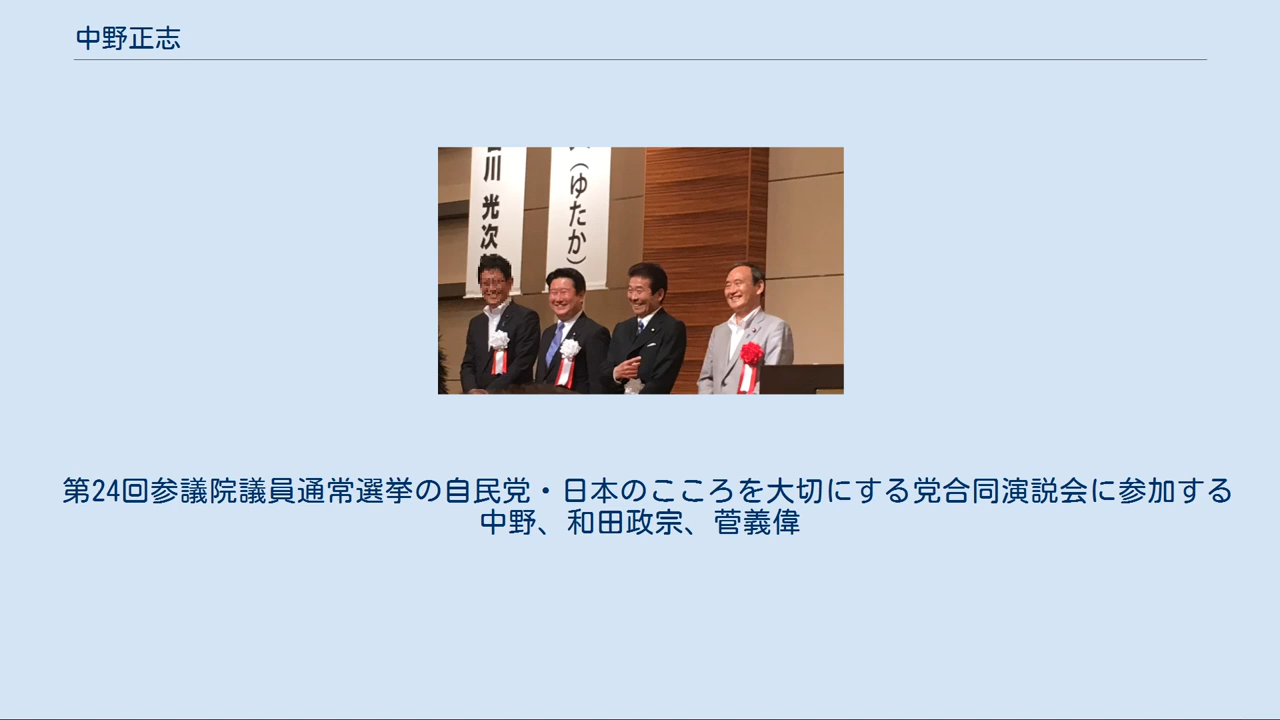 中野正志
川 光次
(ゆたか)
第24回参議院議員通常選挙の自民党・日本のこころを大切にする党合同演説会に参加する
中野、和田政宗、菅義偉